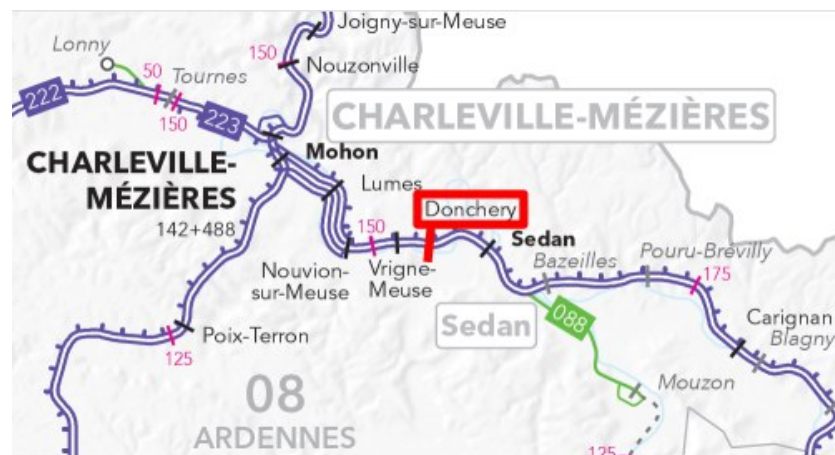 Joigny-sur-Meuse
Lonny
150
Nouzonville
50
Tournes
222
150
223
CHARLEVILLE-MÉZIÈRES
Mohon
CHARLEVILLE-
MÉZIÈRES
142+488
Lumes
Donchery
150
Sedan
Nouvion-
sur-Meuse
Vrigne-
Meuse
Bazeilles
Pouru-Brévilly
175
Sedan
088
Carignan
Blagny
Poix-Terron
125
08
ARDENNES
Mouzon
125